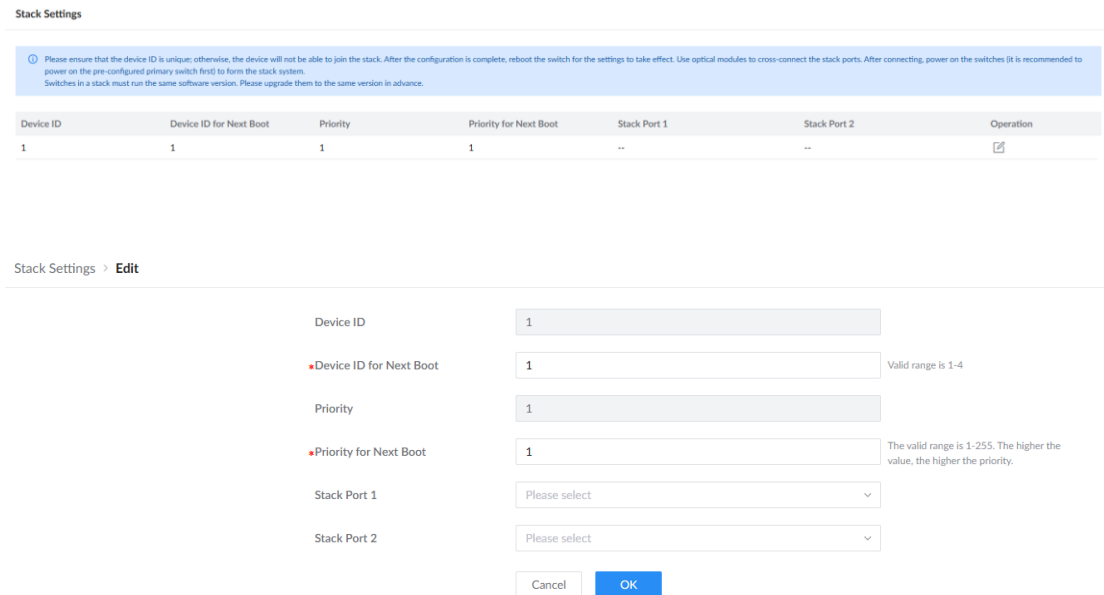 Stack Settings
Please ensure that the device ID is unique; otherwise, the device will not be able to join the stack. After the configuration is complete, reboot the switch for the settings to take effect. Use optical modules to cross-connect the stack ports. After connecting, power on the switches (it is recommended to
power on the pre-configured primary switch first) to form the stack system.
Switches in a stack must run the same software version. Please upgrade them to the same version in advance.
Device ID Device ID for Next Boot Priority Priority for Next Boot Stack Port 1 Stack Port 2 Operation
1 1 1 1 -- --
Stack Settings > Edit
Device ID 1
*Device ID for Next Boot 1 Valid range is 1-4
Priority 1
*Priority for Next Boot 1 The valid range is 1-255. The higher the
value, the higher the priority.
Stack Port 1 Please select
Stack Port 2 Please select
Cancel OK